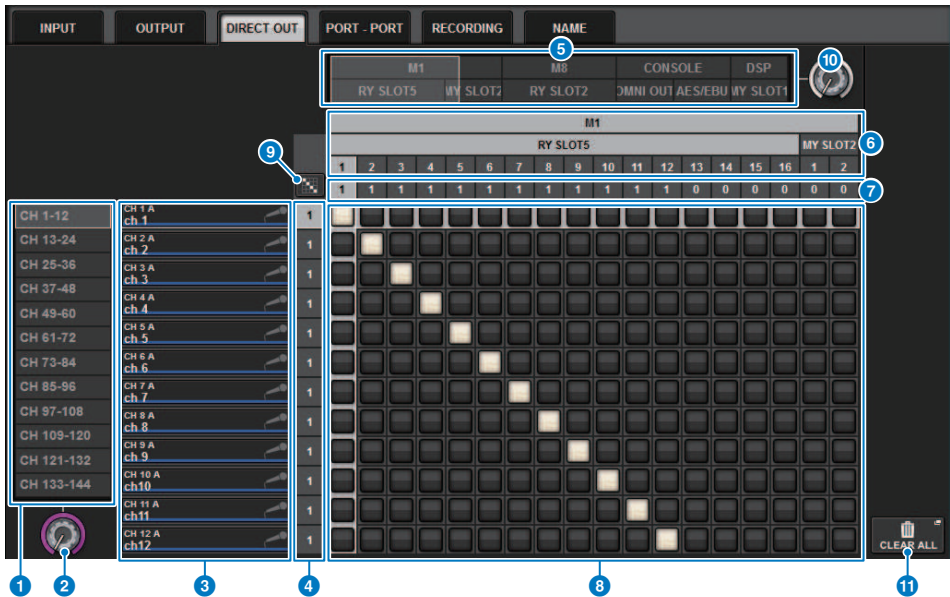 INPUT OUTPUT DIRECT OUT PORT - PORT RECORDING NAME
5
M1 M8 CONSOLE DSP
RY SLOT5 MY SLOT2 RY SLOT2 OMNI OUT AES/EBU MY SLOT1
10
M1
RY SLOT5 MY SLOT2
6
1 2 3 4 5 6 7 8 9 10 11 12 13 14 15 16 1 2
9
1 1 1 1 1 1 1 1 1 1 1 1 0 0 0 0 0 0
7
CH 1-12
CH 13-24
CH 25-36
CH 37-48
CH 49-60
CH 61-72
CH 73-84
CH 85-96
CH 97-108
CH 109-120
CH 121-132
CH 133-144
CH 1 A
ch 1
1
CH 2 A
ch 2
1
CH 3 A
ch 3
1
CH 4 A
ch 4
1
CH 5 A
ch 5
1
CH 6 A
ch 6
1
CH 7 A
ch 7
1
CH 8 A
ch 8
1
CH 9 A
ch 9
1
CH 10 A
ch10
1
CH 11 A
ch11
1
CH 12 A
ch12
1
CLEAR ALL
1 2 3 4 8 11